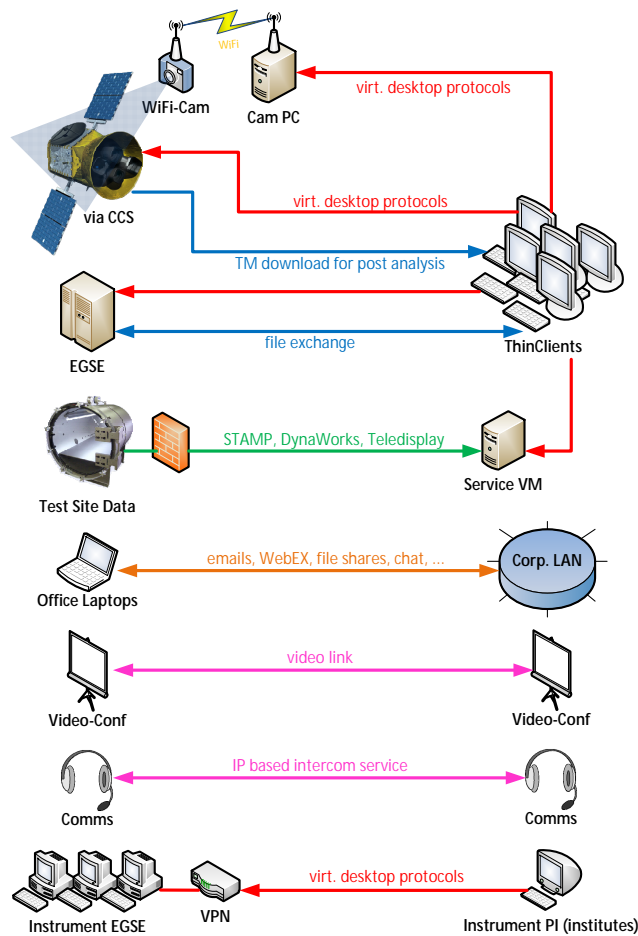 WiFi
WiFi-Cam
Cam PC
virt. desktop protocols
virt. desktop protocols
via CCS
TM download for post analysis
file exchange
EGSE
ThinClients
STAMP, DynaWorks, Teledisplay
Test Site Data
Service VM
emails, WebEX, file shares, chat, ...
Corp. LAN
Office Laptops
video link
Video-Conf
Video-Conf
IP based intercom service
Comms
Comms
virt. desktop protocols
Instrument EGSE
VPN
Instrument PI (institutes)